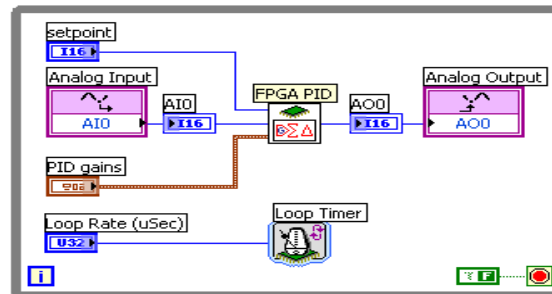 setpoint
I16
Analog Input
AI0
AI0
I16
FPGA PID
AO0
I16
Analog Output
AO0
PID gains
Loop Rate (uSec)
U32
Loop Timer
i
F